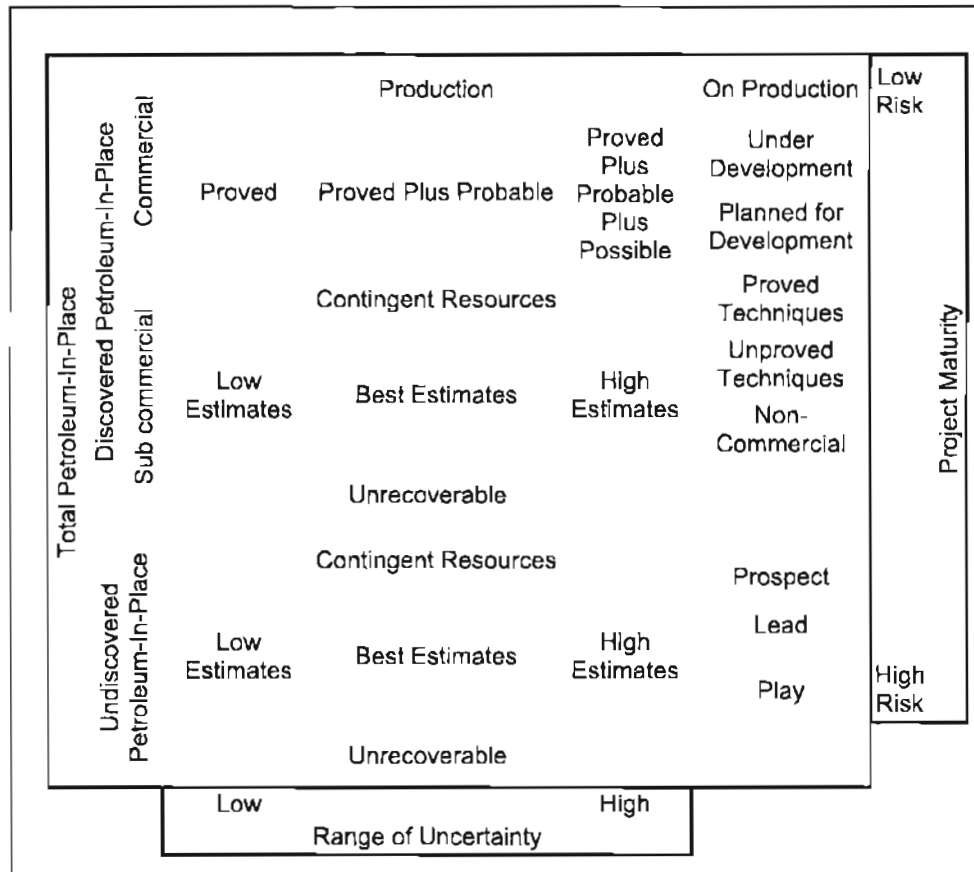 Production
On Production
Low
Risk
Proved
Proved Plus Probable
Proved
Plus
Probable
Plus
Possible
Under
Development
Planned for
Development
Contingent Resources
Proved
Techniques
Low
Estimates
Best Estimates
High
Estimates
Unproved
Techniques
Non-
Commercial
Unrecoverable
Contingent Resources
Prospect
Low
Estimates
Best Estimates
High
Estimates
Lead
Play
High
Risk
Unrecoverable
Total Petroleum-In-Place
Discovered Petroleum-In-Place
Commercial
Sub commercial
Undiscovered
Petroleum-In-Place
Project Maturity
Low
High
Range of Uncertainty